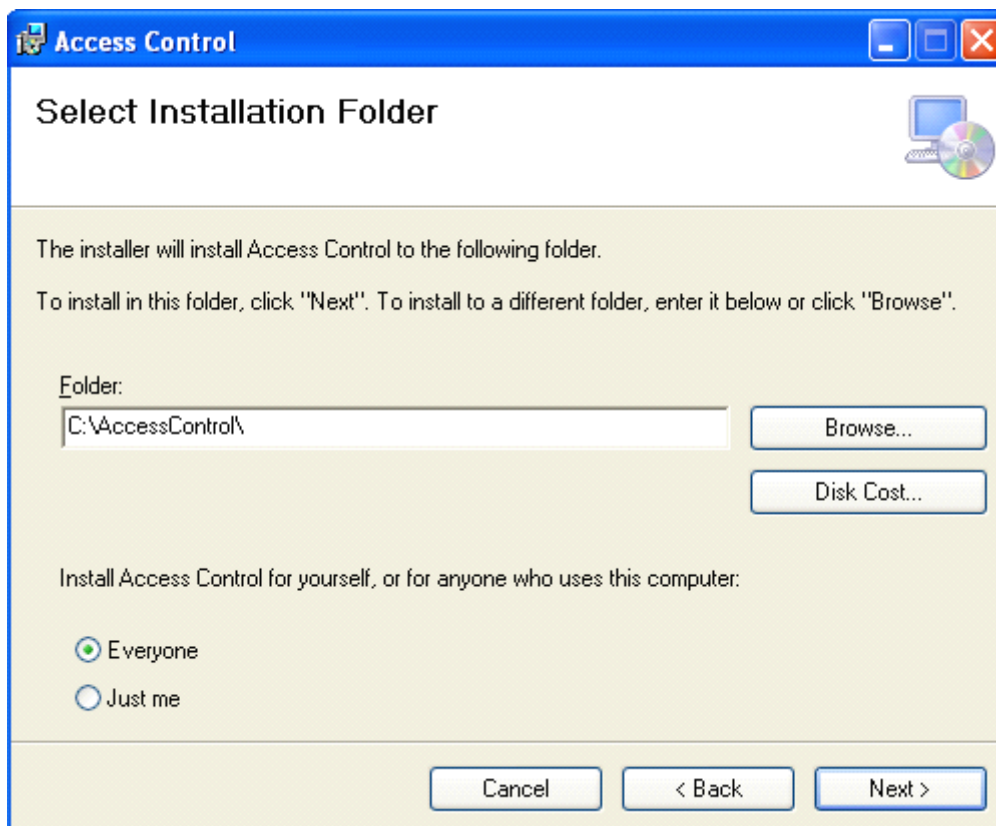 Access Control
Select Installation Folder
The installer will install Access Control to the following folder.
To install in this folder, click "Next". To install to a different folder, enter it below or click "Browse".
Folder:
C:\AccessControl\
Browse...
Disk Cost...
Install Access Control for yourself, or for anyone who uses this computer:
Everyone
Just me
Cancel
< Back
Next >